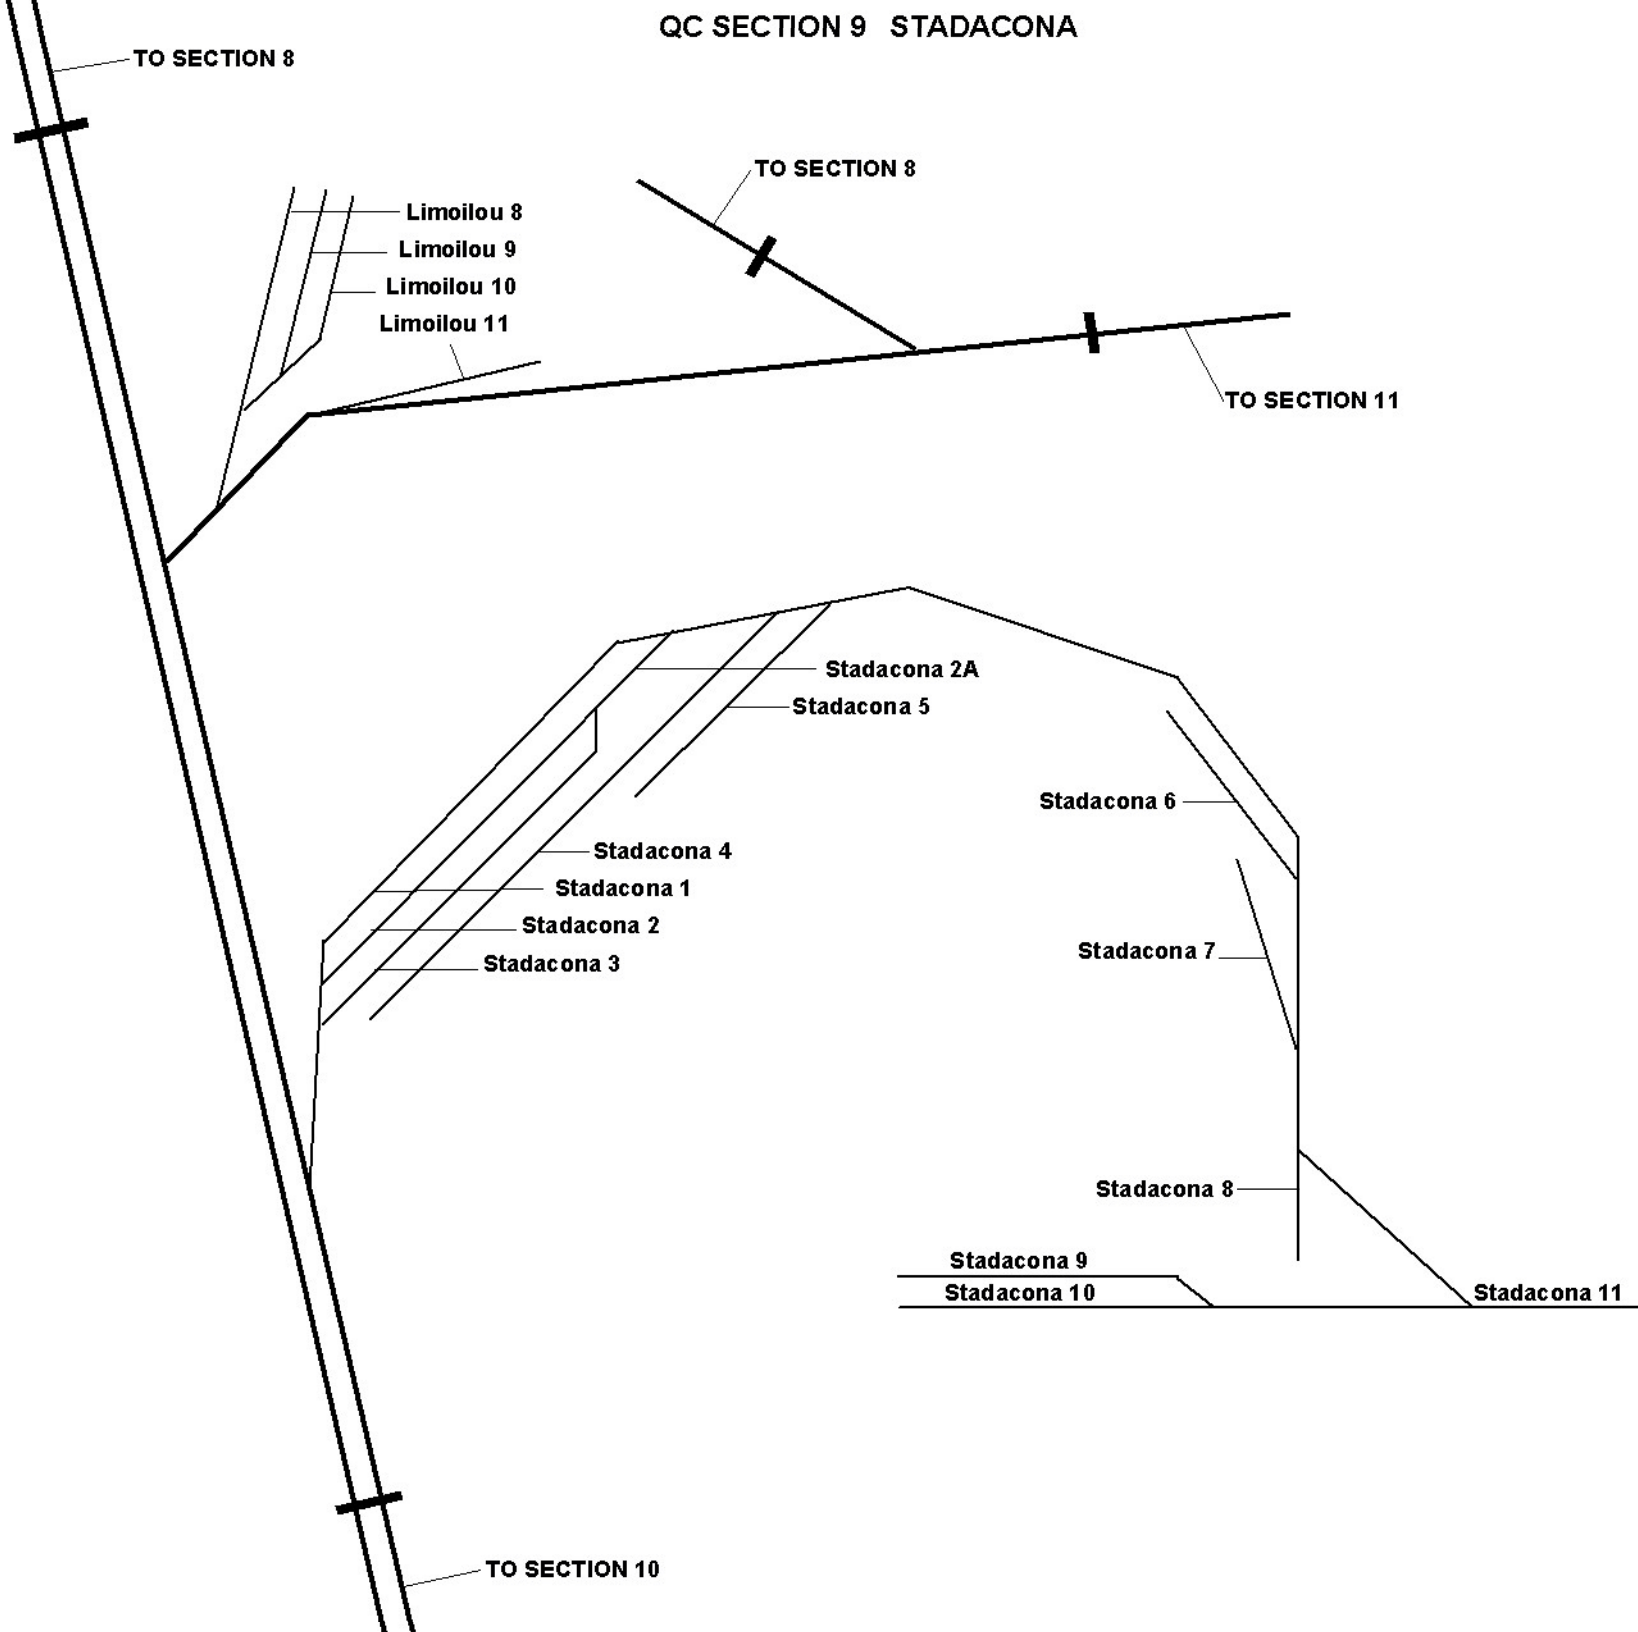 QC SECTION 9 STADACONA
TO SECTION 8
TO SECTION 8
Limoilou 8
Limoilou 9
Limoilou 10
Limoilou 11
TO SECTION 11
Stadacona 2A
Stadacona 5
Stadacona 6
Stadacona 4
Stadacona 1
Stadacona 2
Stadacona 7
Stadacona 3
Stadacona 8
Stadacona 9
Stadacona 10
Stadacona 11
TO SECTION 10